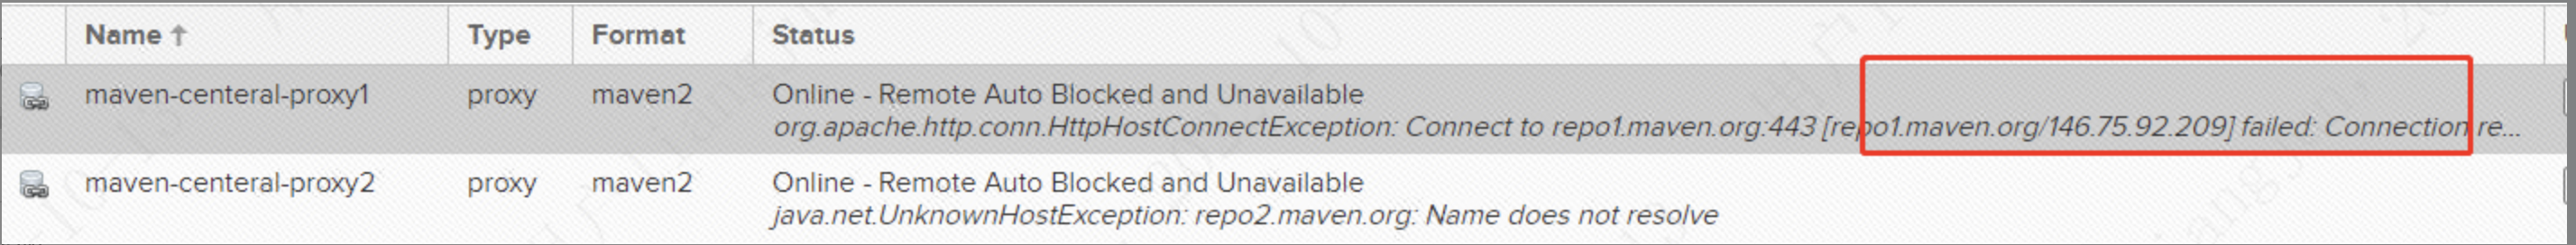 Name ↑ Type Format Status
maven-centeral-proxy1 proxy maven2 Online - Remote Auto Blocked and Unavailable
org.apache.http.conn.HttpHostConnectException: Connect to repo1.maven.org:443 [repo1.maven.org/146.75.92.209] failed: Connection re...
maven-centeral-proxy2 proxy maven2 Online - Remote Auto Blocked and Unavailable
java.net.UnknownHostException: repo2.maven.org: Name does not resolve